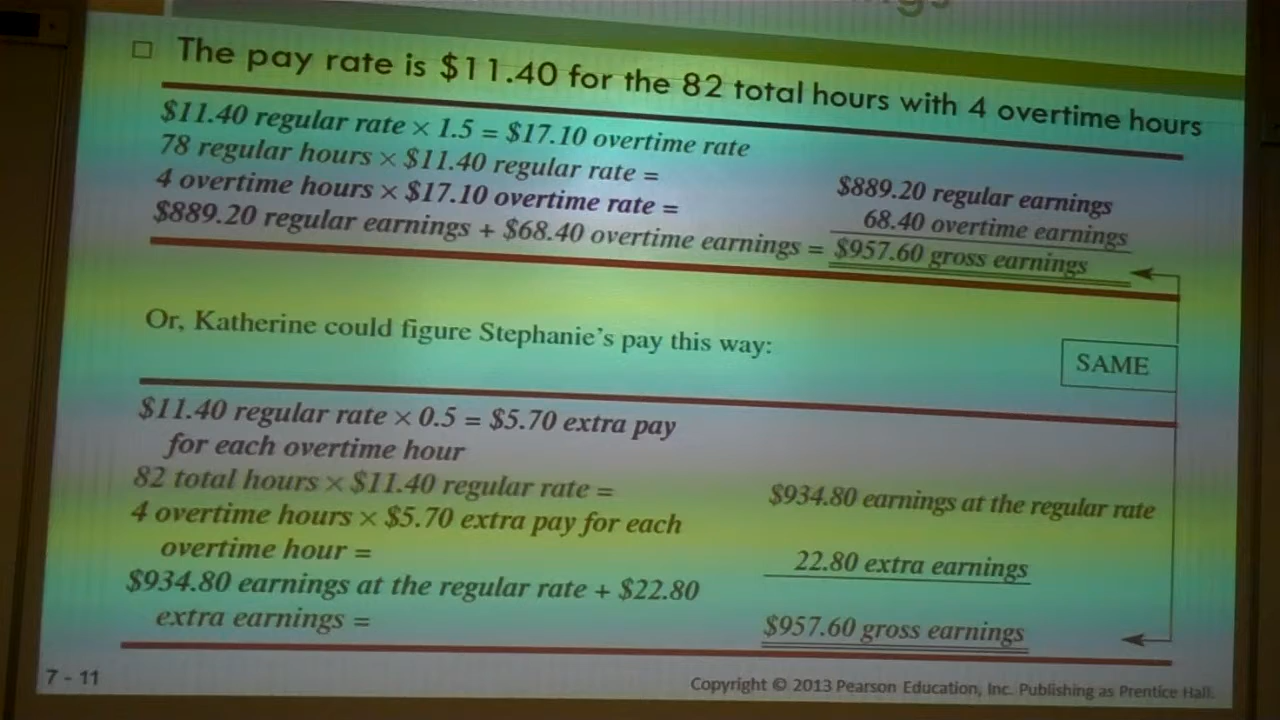 The pay rate is $11.40 for the 82 total hours with 4 overtime hours
$11.40 regular rate × 1.5 = $17.10 overtime rate
78 regular hours × $11.40 regular rate = $889.20 regular earnings
4 overtime hours × $17.10 overtime rate = 68.40 overtime earnings
$889.20 regular earnings + $68.40 overtime earnings = $957.60 gross earnings
Or, Katherine could figure Stephanie's pay this way:
SAME
$11.40 regular rate × 0.5 = $5.70 extra pay
for each overtime hour
82 total hours × $11.40 regular rate = $934.80 earnings at the regular rate
4 overtime hours × $5.70 extra pay for each
overtime hour = 22.80 extra earnings
$934.80 earnings at the regular rate + $22.80
extra earnings = $957.60 gross earnings
7 - 11
Copyright © 2013 Pearson Education, Inc. Publishing as Prentice Hall.